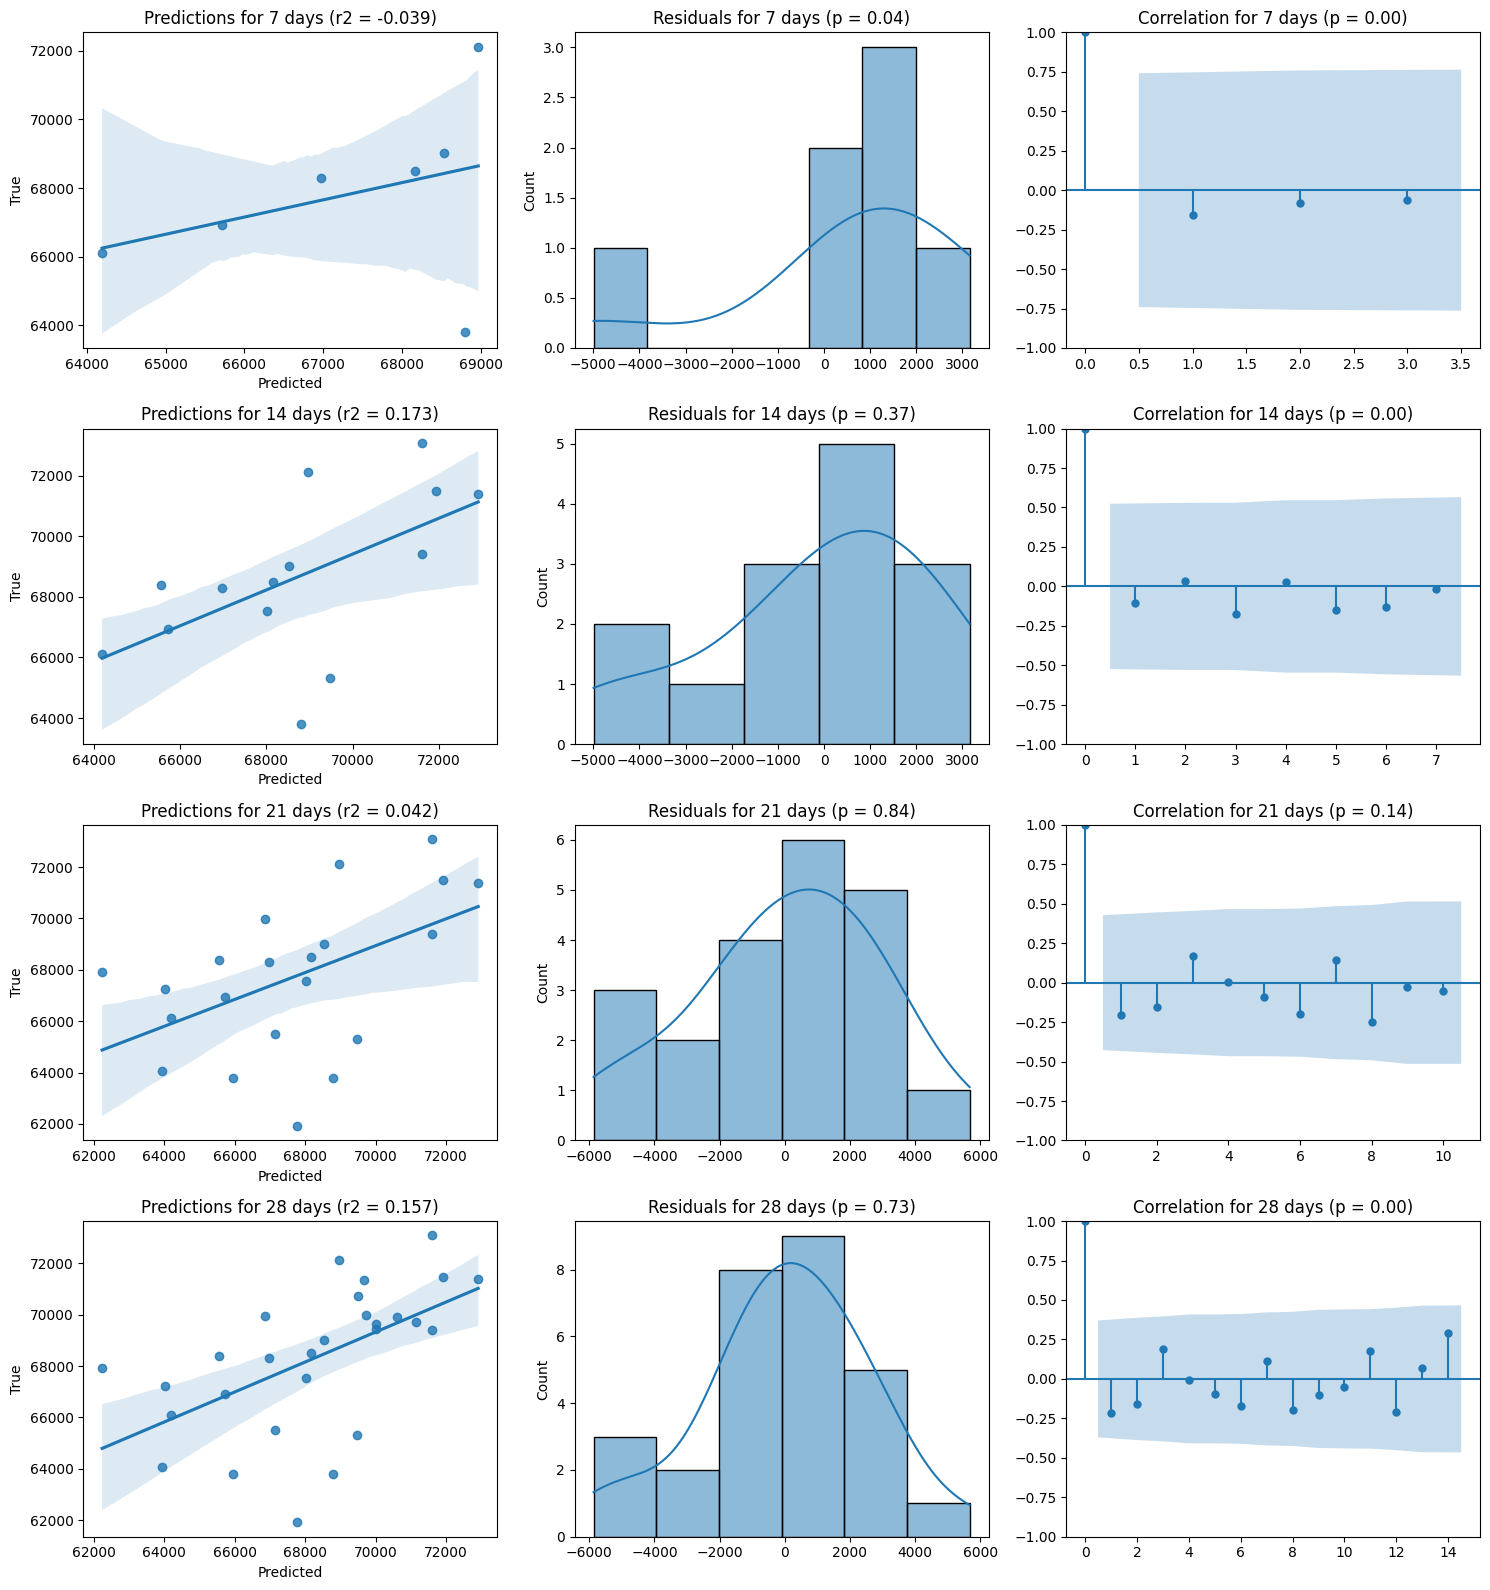 Predictions for 7 days (r2 = -0.039)
72000
70000
68000
66000
64000
True
64000 65000 66000 67000 68000 69000
Predicted
Residuals for 7 days (p = 0.04)
3.0
2.5
2.0
1.5
1.0
0.5
0.0
Count
−5000 −4000 −3000 −2000 −1000 0 1000 2000 3000
Correlation for 7 days (p = 0.00)
1.00
0.75
0.50
0.25
0.00
−0.25
−0.50
−0.75
−1.00
0.0 0.5 1.0 1.5 2.0 2.5 3.0 3.5
Predictions for 14 days (r2 = 0.173)
72000
70000
68000
66000
64000
True
64000 66000 68000 70000 72000
Predicted
Residuals for 14 days (p = 0.37)
5
4
3
2
1
0
Count
−5000 −4000 −3000 −2000 −1000 0 1000 2000 3000
Correlation for 14 days (p = 0.00)
1.00
0.75
0.50
0.25
0.00
−0.25
−0.50
−0.75
−1.00
0 1 2 3 4 5 6 7
Predictions for 21 days (r2 = 0.042)
72000
70000
68000
66000
64000
62000
True
62000 64000 66000 68000 70000 72000
Predicted
Residuals for 21 days (p = 0.84)
6
5
4
3
2
1
0
Count
−6000 −4000 −2000 0 2000 4000 6000
Correlation for 21 days (p = 0.14)
1.00
0.75
0.50
0.25
0.00
−0.25
−0.50
−0.75
−1.00
0 2 4 6 8 10
Predictions for 28 days (r2 = 0.157)
72000
70000
68000
66000
64000
62000
True
62000 64000 66000 68000 70000 72000
Predicted
Residuals for 28 days (p = 0.73)
8
6
4
2
0
Count
−6000 −4000 −2000 0 2000 4000 6000
Correlation for 28 days (p = 0.00)
1.00
0.75
0.50
0.25
0.00
−0.25
−0.50
−0.75
−1.00
0 2 4 6 8 10 12 14